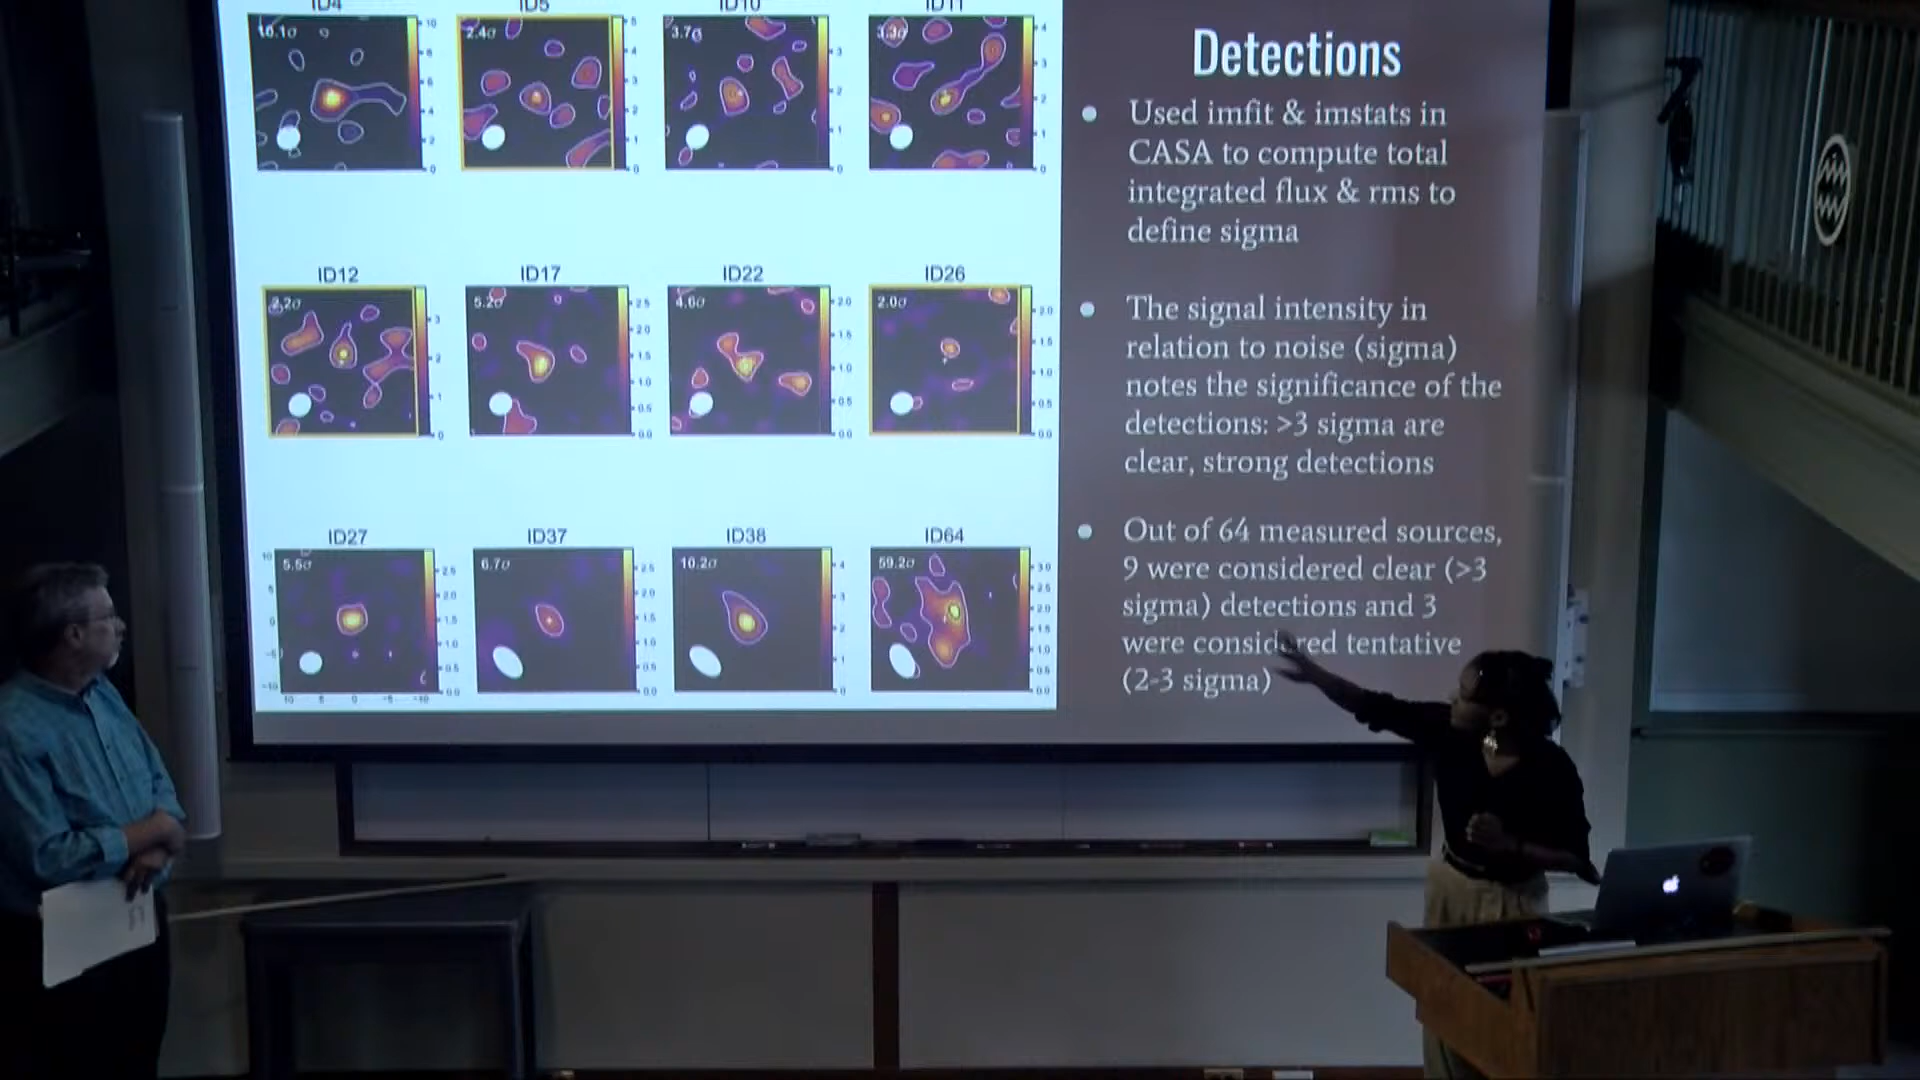 ID4 ID5 ID10 ID11
16.1σ 2.4σ 3.7σ 3.3σ
Detections
Used imfit & imstats in
CASA to compute total
integrated flux & rms to
define sigma
ID12 ID17 ID22 ID26
2.2σ 5.2σ 4.6σ 2.0σ
The signal intensity in
relation to noise (sigma)
notes the significance of the
detections: >3 sigma are
clear, strong detections
ID27 ID37 ID38 ID64
5.5σ 6.7σ 10.2σ 59.2σ
Out of 64 measured sources,
9 were considered clear (>3
sigma) detections and 3
were considered tentative
(2-3 sigma)